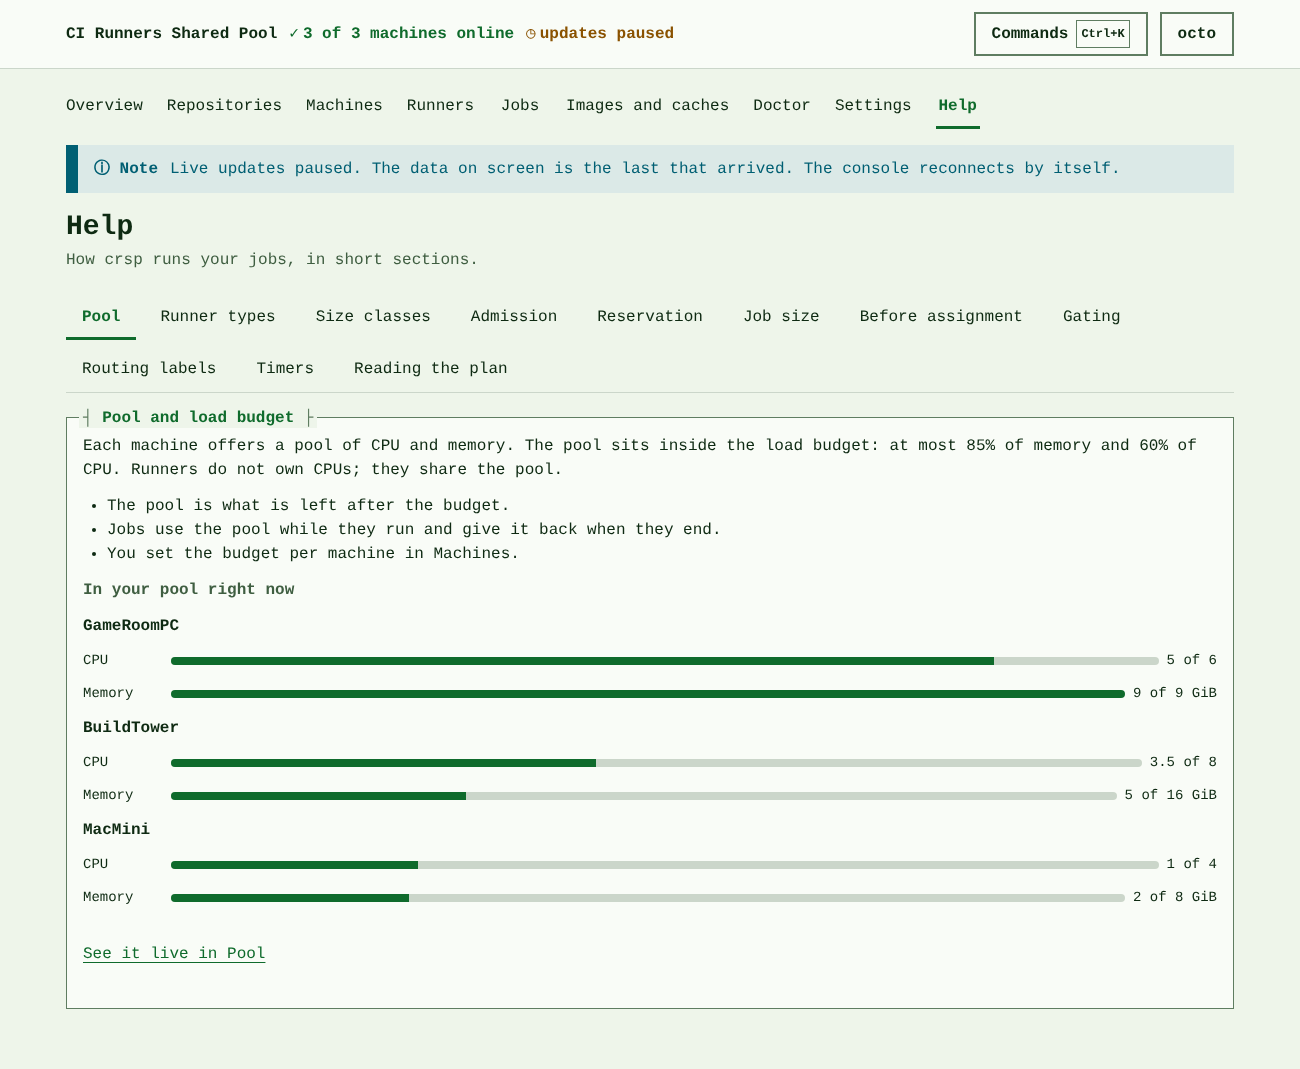 CI Runners Shared Pool ✓ 3 of 3 machines online ◷ updates paused Commands Ctrl+K octo
Overview Repositories Machines Runners Jobs Images and caches Doctor Settings Help
ⓘ Note Live updates paused. The data on screen is the last that arrived. The console reconnects by itself.
Help
How crsp runs your jobs, in short sections.
Pool Runner types Size classes Admission Reservation Job size Before assignment Gating
Routing labels Timers Reading the plan
┤ Pool and load budget ├
Each machine offers a pool of CPU and memory. The pool sits inside the load budget: at most 85% of memory and 60% of
CPU. Runners do not own CPUs; they share the pool.
• The pool is what is left after the budget.
• Jobs use the pool while they run and give it back when they end.
• You set the budget per machine in Machines.
In your pool right now
GameRoomPC
CPU 5 of 6
Memory 9 of 9 GiB
BuildTower
CPU 3.5 of 8
Memory 5 of 16 GiB
MacMini
CPU 1 of 4
Memory 2 of 8 GiB
See it live in Pool